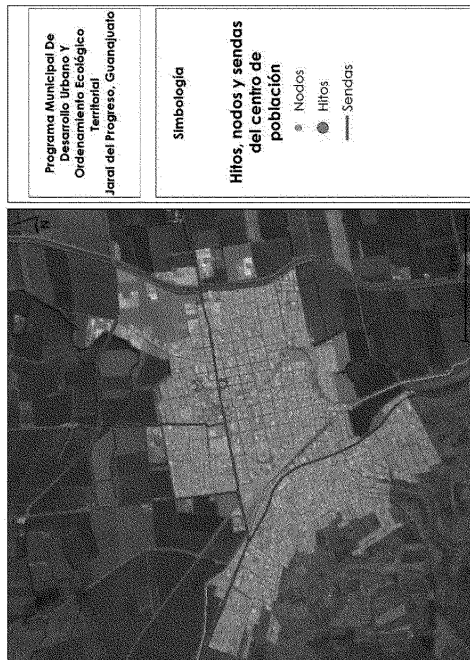 Programa Municipal De
Desarrollo Urbano Y
Ordenamiento Ecológico
Territorial
Jaral del Progreso, Guanajuato
Simbología
Hitos, nodos y sendas
del centro de
población
Nodos
Hitos
Sendas
N